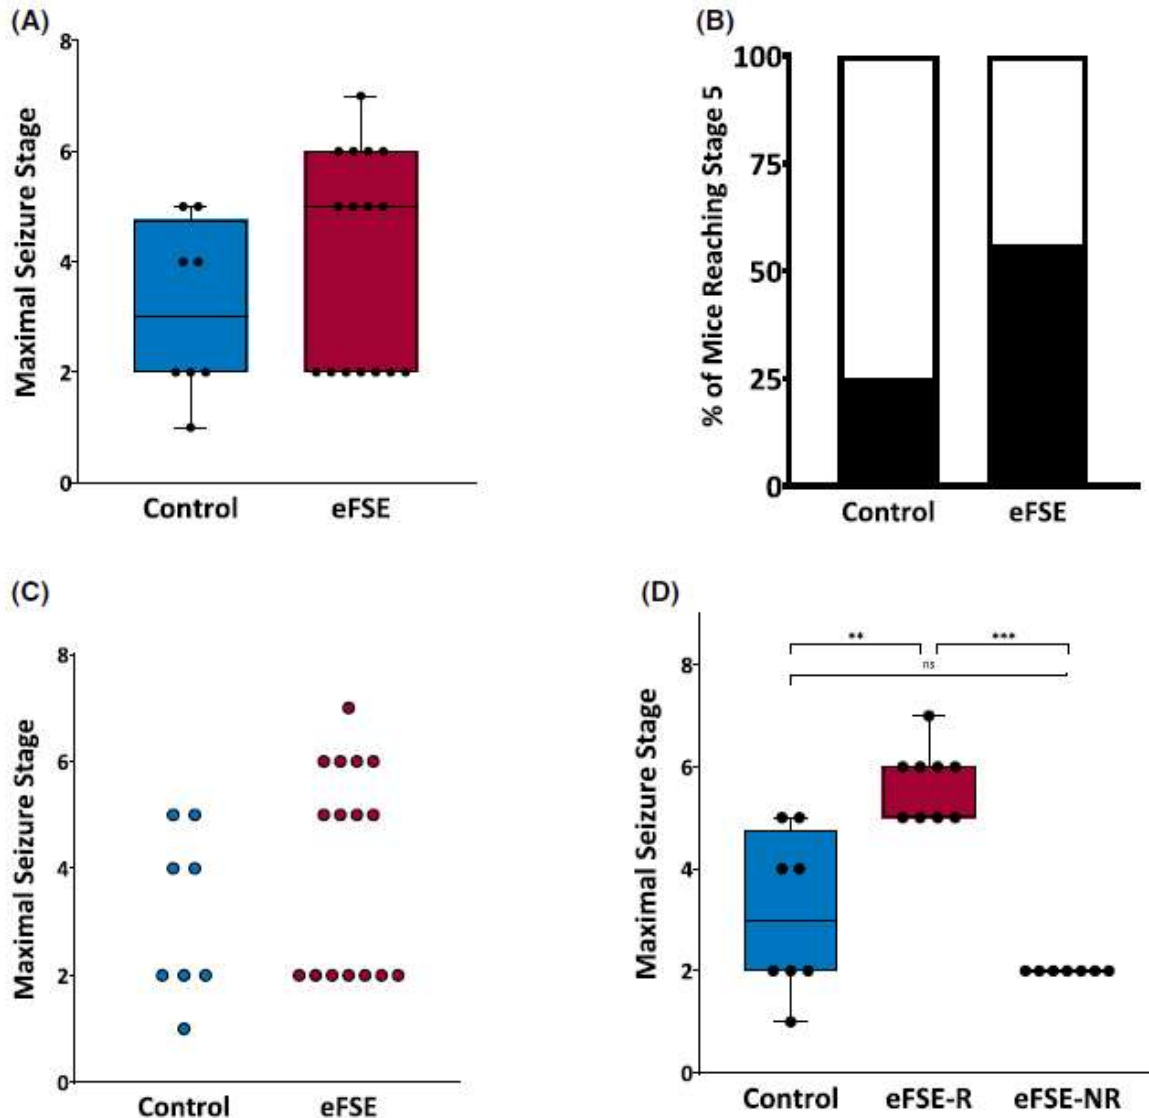 (A)
Maximal Seizure Stage
8
6
4
2
0
Control eFSE
(B)
% of Mice Reaching Stage 5
100
75
50
25
0
Control eFSE
(C)
Maximal Seizure Stage
8
6
4
2
0
Control eFSE
(D)
Maximal Seizure Stage
** ***
ns
8
6
4
2
0
Control eFSE-R eFSE-NR